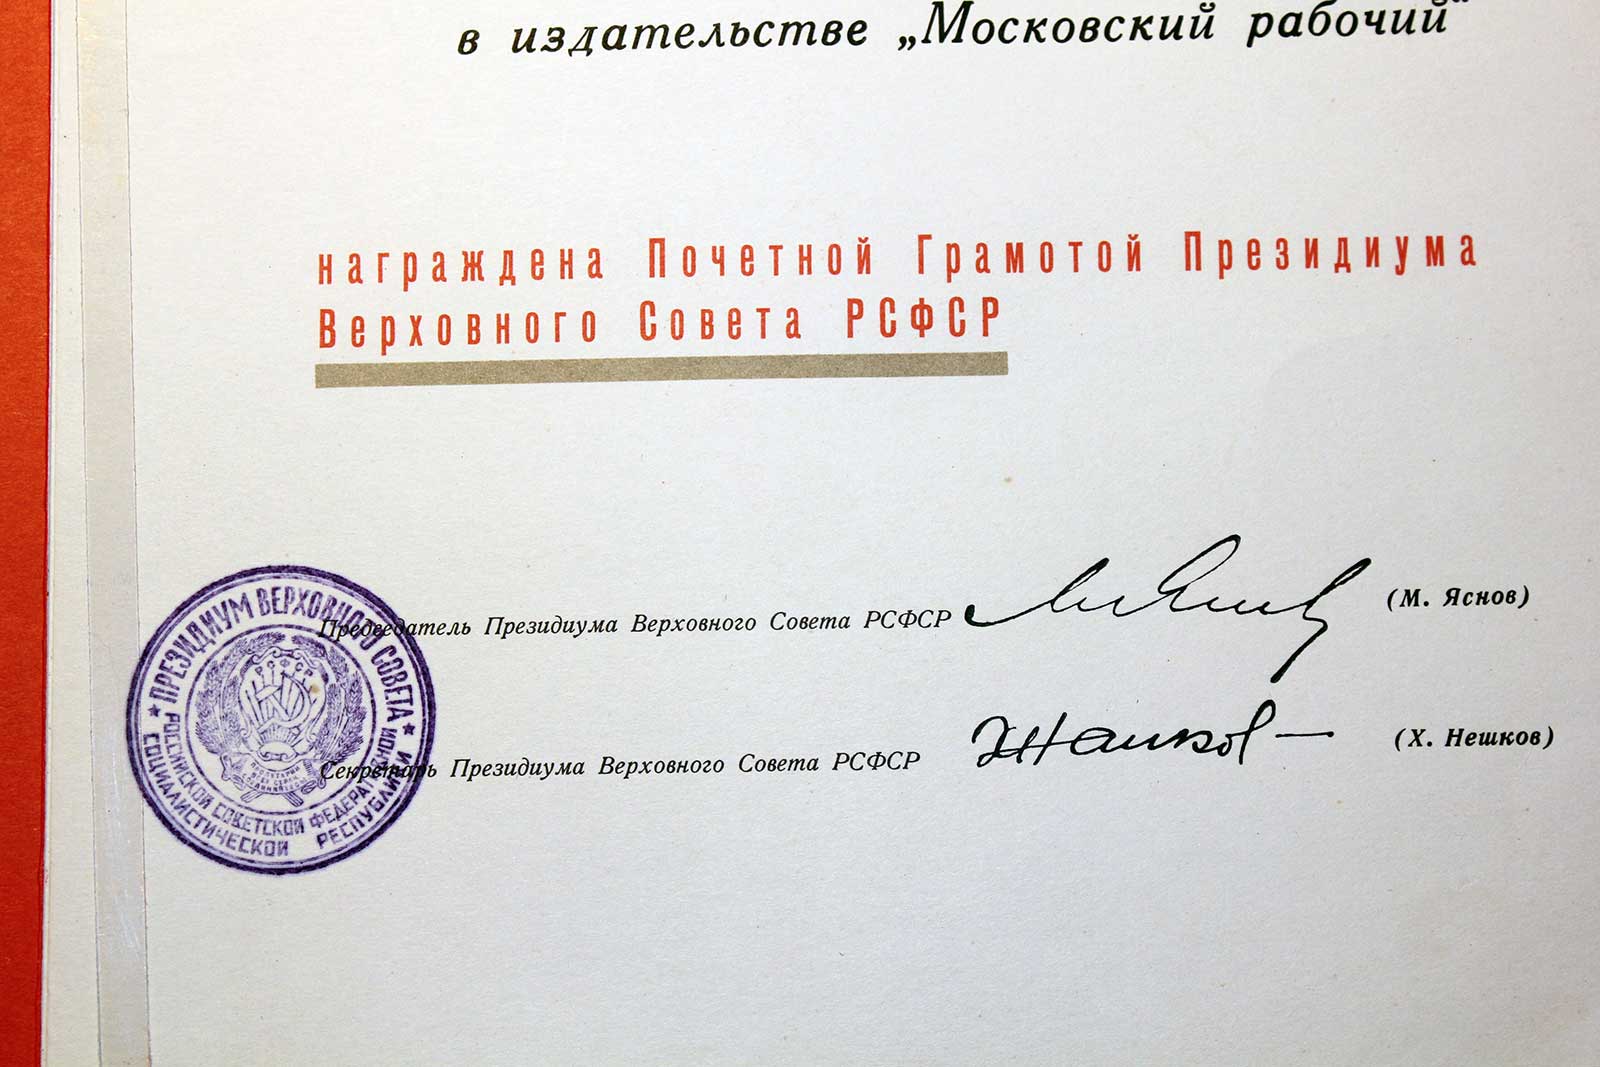 в издательстве „Московский рабочий“
награждена Почетной Грамотой Президиума
Верховного Совета РСФСР
Председатель Президиума Верховного Совета РСФСР
(М. Яснов)
Секретарь Президиума Верховного Совета РСФСР
(Х. Нешков)
★ ПРЕЗИДИУМ ВЕРХОВНОГО СОВЕТА ★
РОССИЙСКОЙ СОВЕТСКОЙ ФЕДЕРАТИВНОЙ
СОЦИАЛИСТИЧЕСКОЙ РЕСПУБЛИКИ
РСФСР